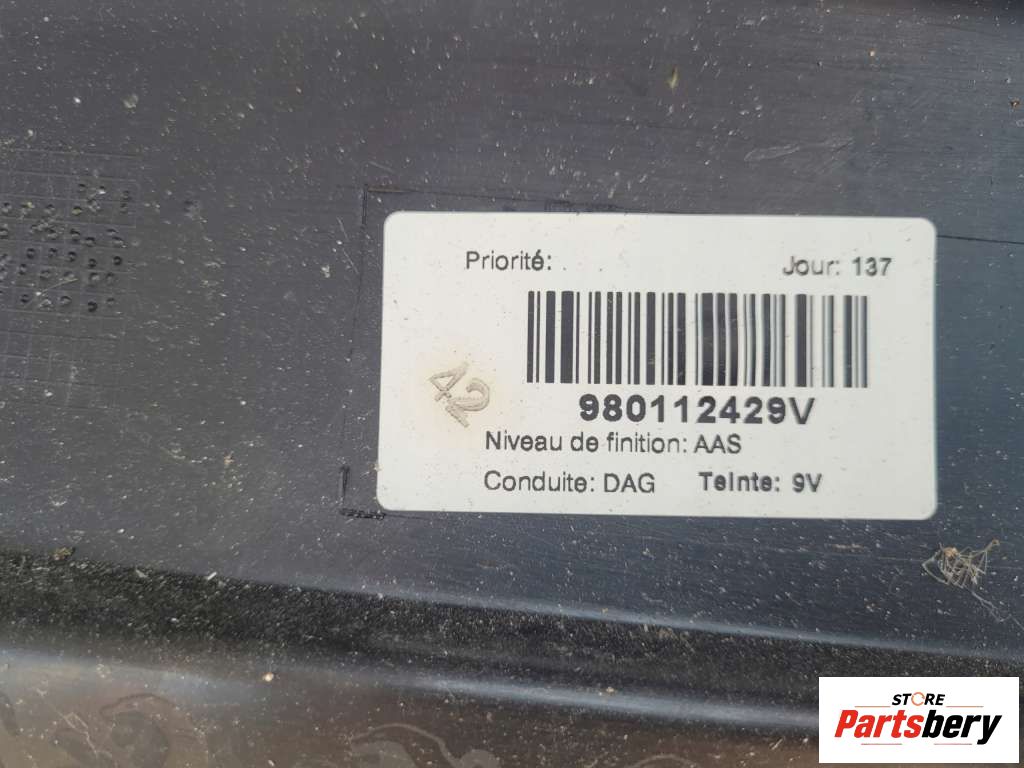 Priorité:
Jour: 137
980112429V
42
Niveau de finition: AAS
Conduite: DAG Teinte: 9V
STORE
Partsbery